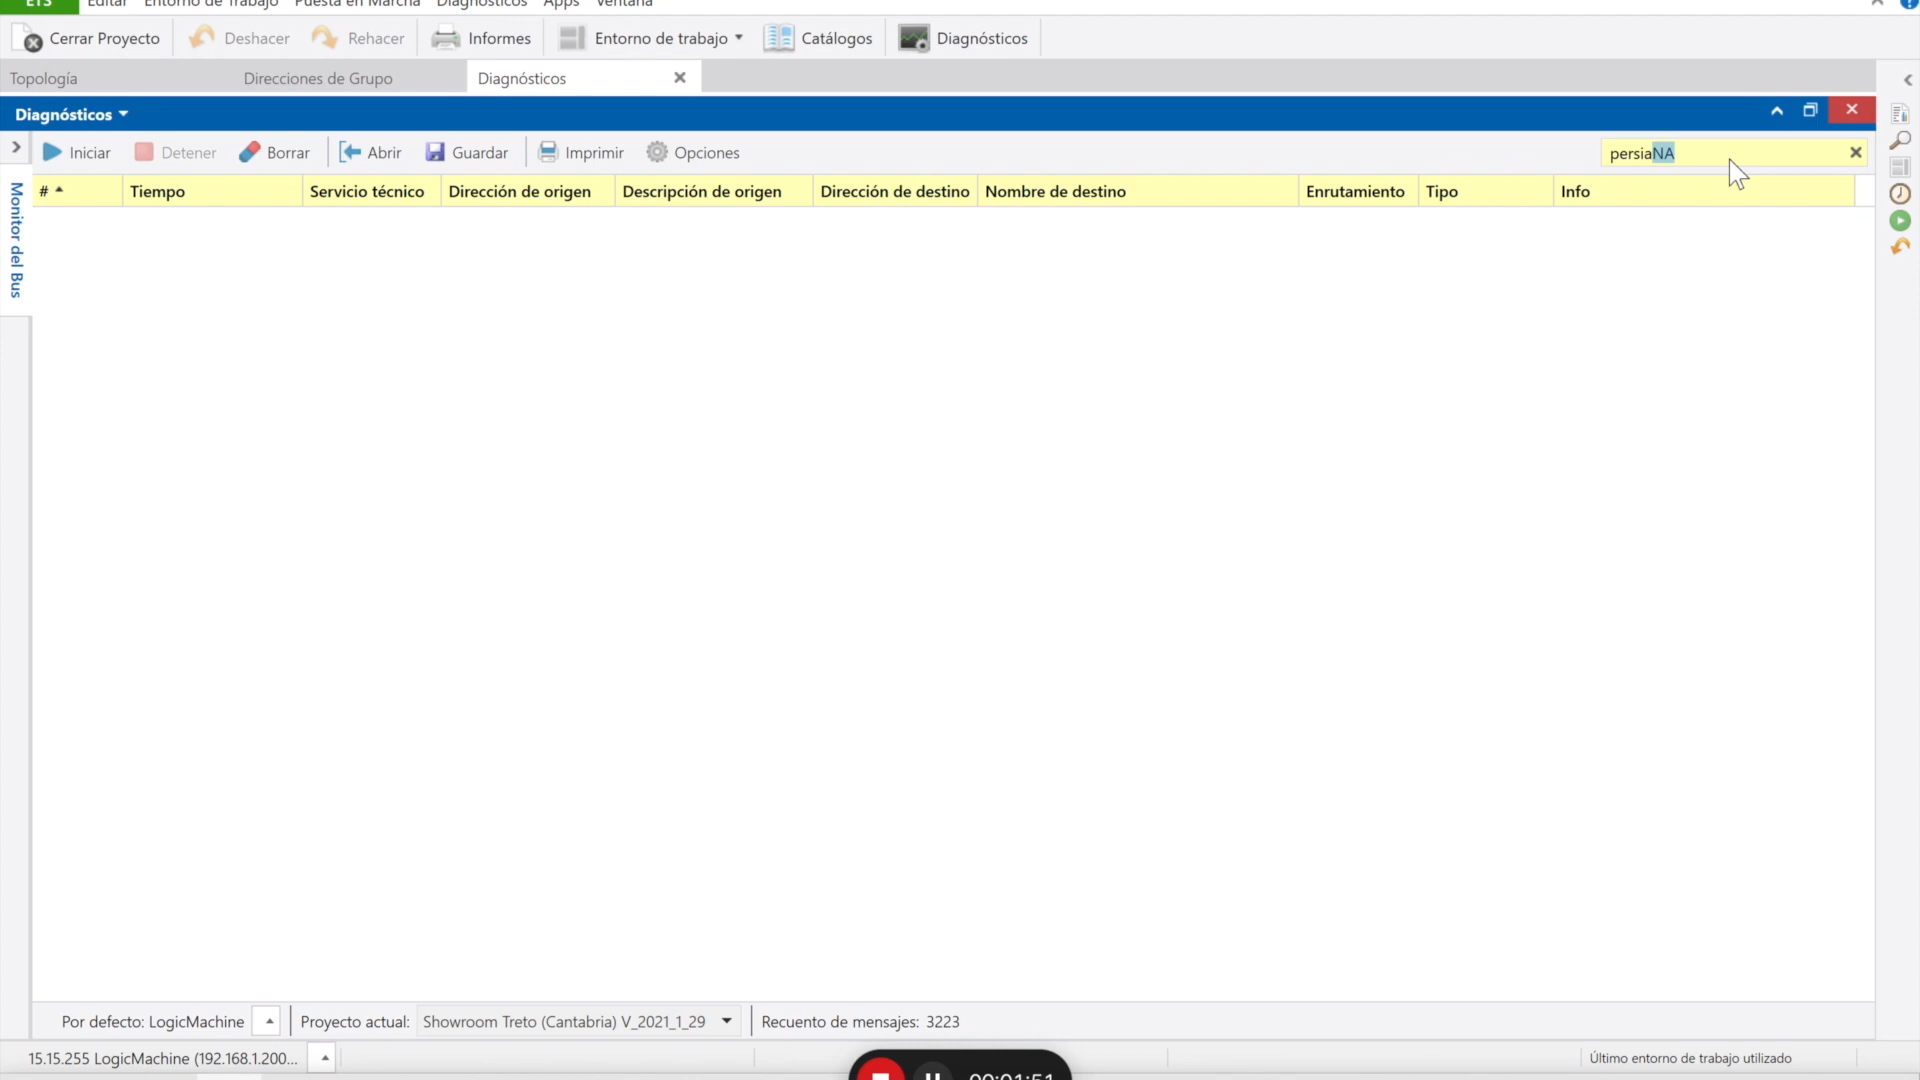 ETS Editar Entorno de Trabajo Puesta en Marcha Diagnósticos Apps Ventana
Cerrar Proyecto Deshacer Rehacer Informes Entorno de trabajo Catálogos Diagnósticos
Topología Direcciones de Grupo Diagnósticos
Diagnósticos
Iniciar Detener Borrar Abrir Guardar Imprimir Opciones persiaNA
# Tiempo Servicio técnico Dirección de origen Descripción de origen Dirección de destino Nombre de destino Enrutamiento Tipo Info
Monitor del Bus
Por defecto: LogicMachine Proyecto actual: Showroom Treto (Cantabria) V_2021_1_29 Recuento de mensajes: 3223
15.15.255 LogicMachine (192.168.1.200... Último entorno de trabajo utilizado
00:01:51